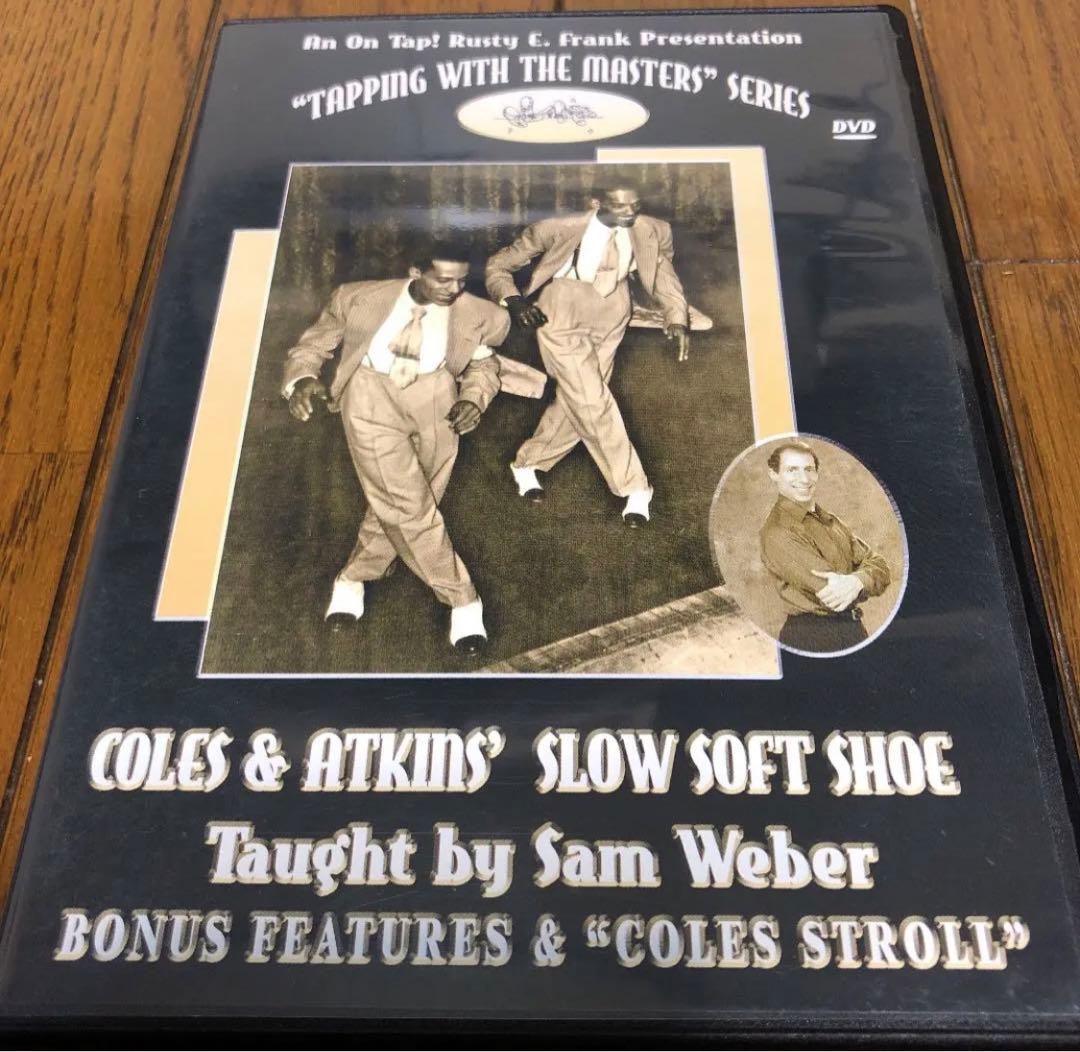 An On Tap! Rusty E. Frank Presentation
"TAPPING WITH THE MASTERS" SERIES
DVD
COLES & ATKINS' SLOW SOFT SHOE
Taught by Sam Weber
BONUS FEATURES & "COLES STROLL"